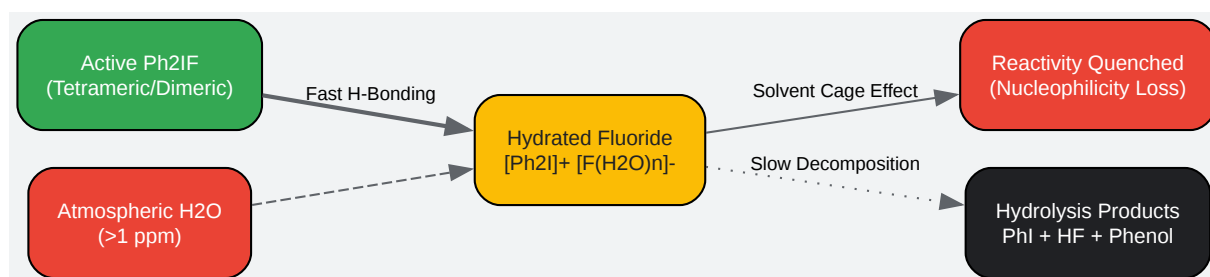 Active Ph2IF
(Tetrameric/Dimeric)
Fast H-Bonding
Atmospheric H2O
(>1 ppm)
Hydrated Fluoride
[Ph2I]+ [F(H2O)n]-
Solvent Cage Effect
Slow Decomposition
Reactivity Quenched
(Nucleophilicity Loss)
Hydrolysis Products
PhI + HF + Phenol